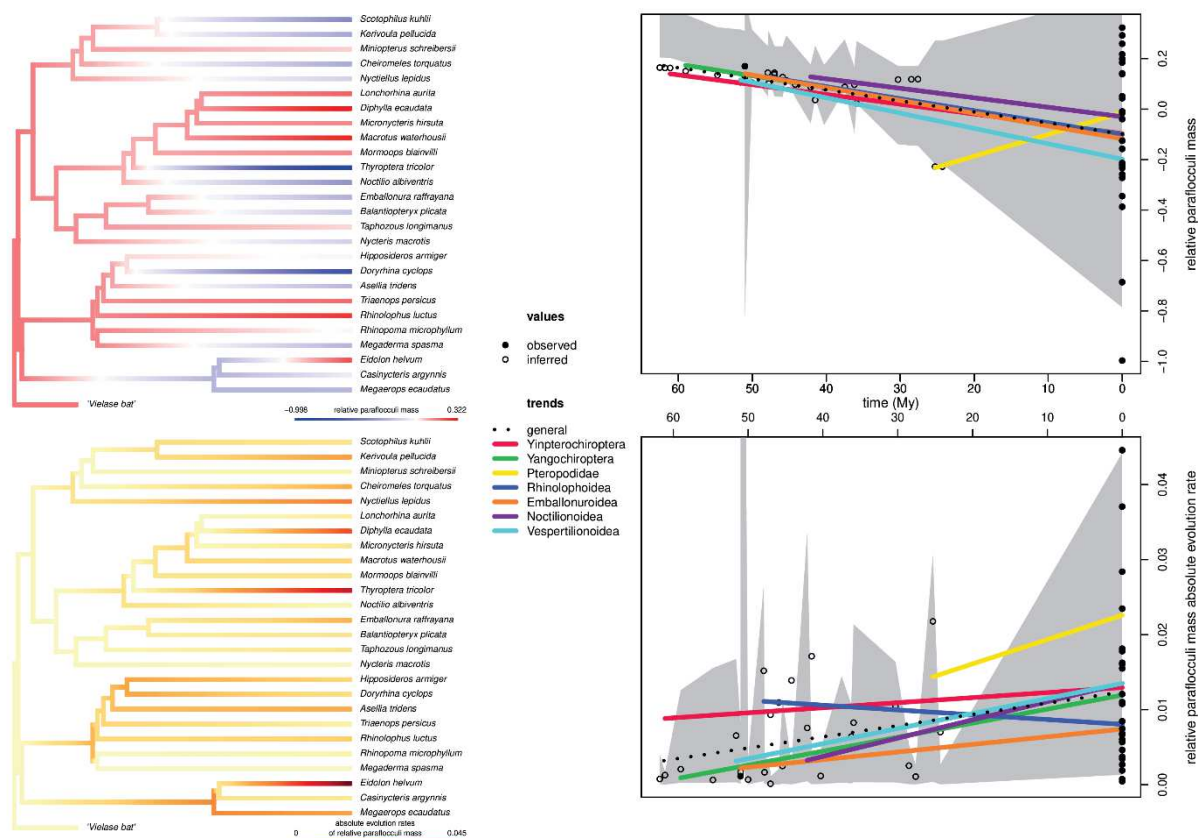 Scotophilus kuhlii
Kerivoula pellucida
Miniopterus schreibersii
Cheiromeles torquatus
Nyctiellus lepidus
Lonchorhina aurita
Diphylla ecaudata
Micronycteris hirsuta
Macrotus waterhousii
Mormoops blainvilli
Thyroptera tricolor
Noctilio albiventris
Emballonura raffrayana
Balantiopteryx plicata
Taphozous longimanus
Nycteris macrotis
Hipposideros armiger
Doryrhina cyclops
Asellia tridens
Triaenops persicus
Rhinolophus luctus
Rhinopoma microphyllum
Megaderma spasma
Eidolon helvum
Casinycteris argynnis
Megaerops ecaudatus
'Vielase bat'
−0.998 relative paraflocculi mass 0.322
values
observed
inferred
trends
general
Yinpterochiroptera
Yangochiroptera
Pteropodidae
Rhinolophoidea
Emballonuroidea
Noctilionoidea
Vespertilionoidea
0.2
0.0
−0.2
−0.4
−0.6
−0.8
−1.0
relative paraflocculi mass
60 50 40 30 20 10 0
time (My)
60 50 40 30 20 10 0
0.04
0.03
0.02
0.01
0.00
relative paraflocculi mass absolute evolution rate
Scotophilus kuhlii
Kerivoula pellucida
Miniopterus schreibersii
Cheiromeles torquatus
Nyctiellus lepidus
Lonchorhina aurita
Diphylla ecaudata
Micronycteris hirsuta
Macrotus waterhousii
Mormoops blainvilli
Thyroptera tricolor
Noctilio albiventris
Emballonura raffrayana
Balantiopteryx plicata
Taphozous longimanus
Nycteris macrotis
Hipposideros armiger
Doryrhina cyclops
Asellia tridens
Triaenops persicus
Rhinolophus luctus
Rhinopoma microphyllum
Megaderma spasma
Eidolon helvum
Casinycteris argynnis
Megaerops ecaudatus
'Vielase bat'
absolute evolution rates
0 of relative paraflocculi mass 0.045